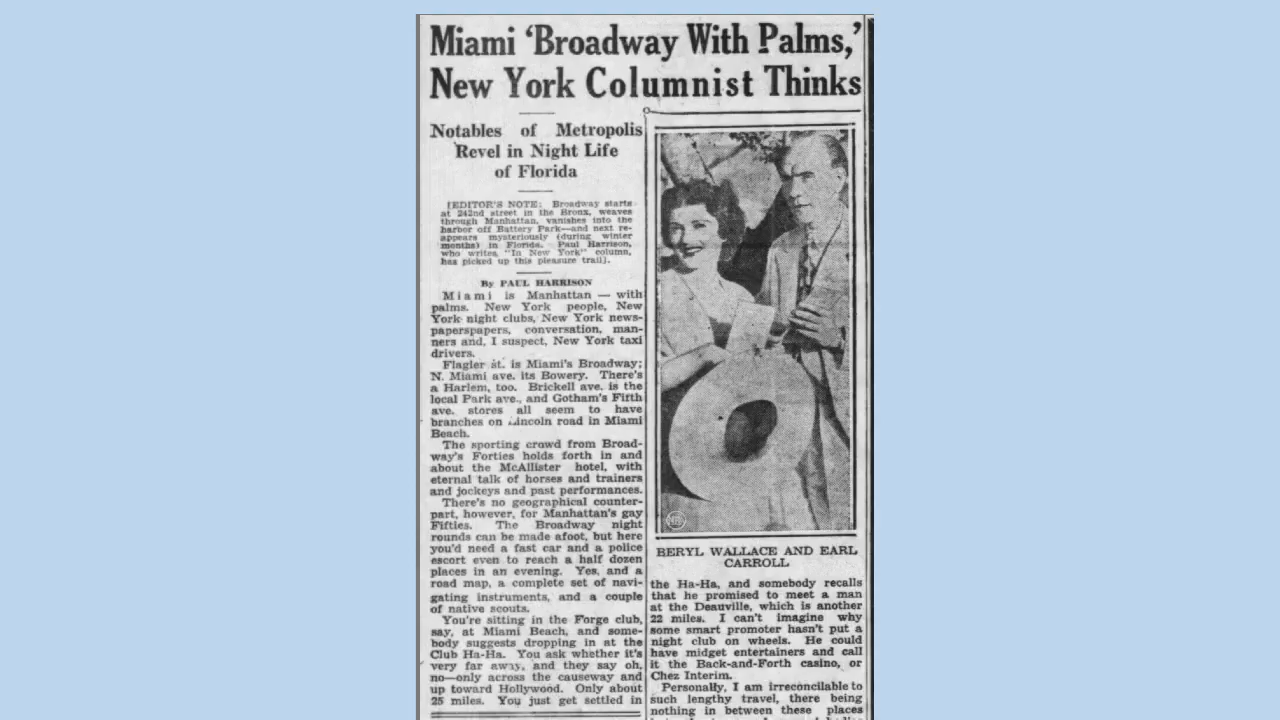 Miami ‘Broadway With Palms,’
New York Columnist Thinks
Notables of Metropolis
Revel in Night Life
of Florida
[EDITOR'S NOTE: Broadway starts
at 242nd street in the Bronx, weaves
through Manhattan, vanishes into the
harbor off Battery Park—and next re-
appears mysteriously (during winter
months) in Florida. Paul Harrison,
who writes "In New York" column,
has picked up this pleasure trail].
By PAUL HARRISON
Miami is Manhattan — with
palms. New York people, New
York night clubs, New York news-
paperspapers, conversation, man-
ners and, I suspect, New York taxi
drivers.
Flagler st. is Miami's Broadway;
N. Miami ave. its Bowery. There's
a Harlem, too. Brickell ave. is the
local Park ave., and Gotham's Fifth
ave. stores all seem to have
branches on Lincoln road in Miami
Beach.
The sporting crowd from Broad-
way's Forties holds forth in and
about the McAllister hotel, with
eternal talk of horses and trainers
and jockeys and past performances.
There's no geographical counter-
part, however, for Manhattan's gay
Fifties. The Broadway night
rounds can be made afoot, but here
you'd need a fast car and a police
escort even to reach a half dozen
places in an evening. Yes, and a
road map, a complete set of navi-
gating instruments, and a couple
of native scouts.
You're sitting in the Forge club,
say, at Miami Beach, and some-
body suggests dropping in at the
Club Ha-Ha. You ask whether it's
very far away, and they say oh,
no—only across the causeway and
up toward Hollywood. Only about
25 miles. You just get settled in
BERYL WALLACE AND EARL
CARROLL
the Ha-Ha, and somebody recalls
that he promised to meet a man
at the Deauville, which is another
22 miles. I can't imagine why
some smart promoter hasn't put a
night club on wheels. He could
have midget entertainers and call
it the Back-and-Forth casino, or
Chez Interim.
Personally, I am irreconcilable to
such lengthy travel, there being
nothing in between these places